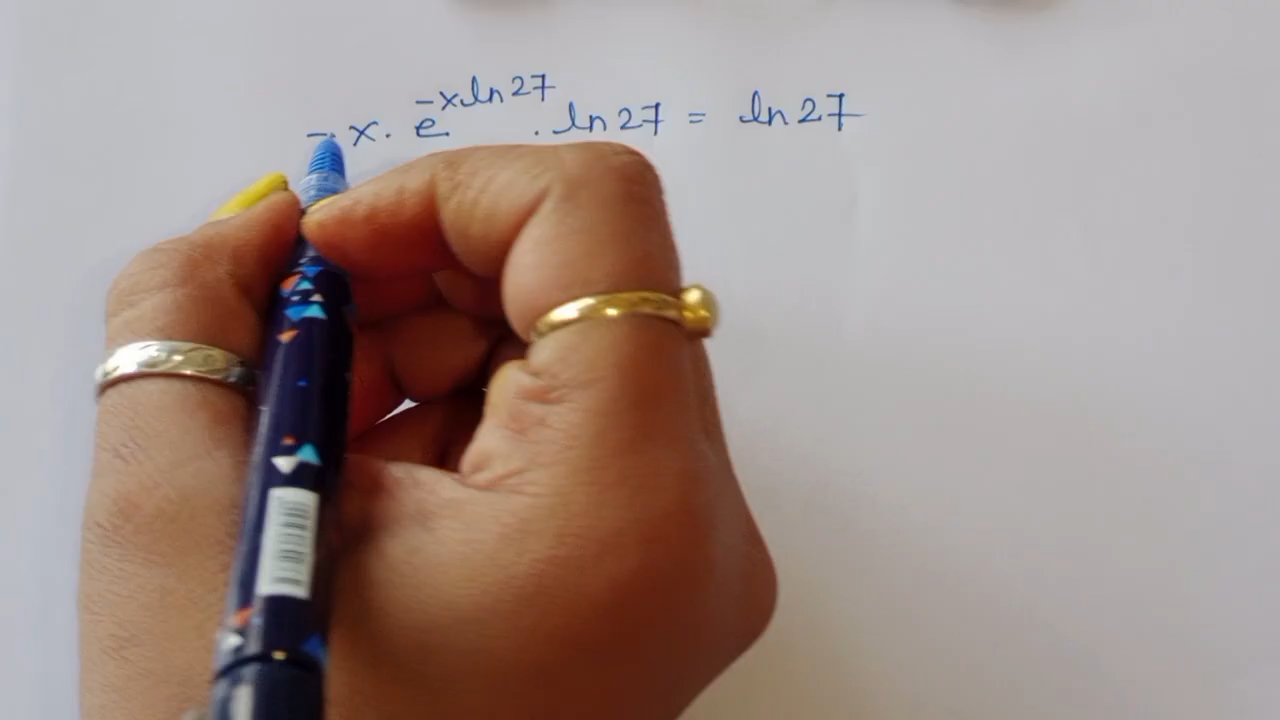 - x. e^{-x.ln 27} . ln 27 = ln 27